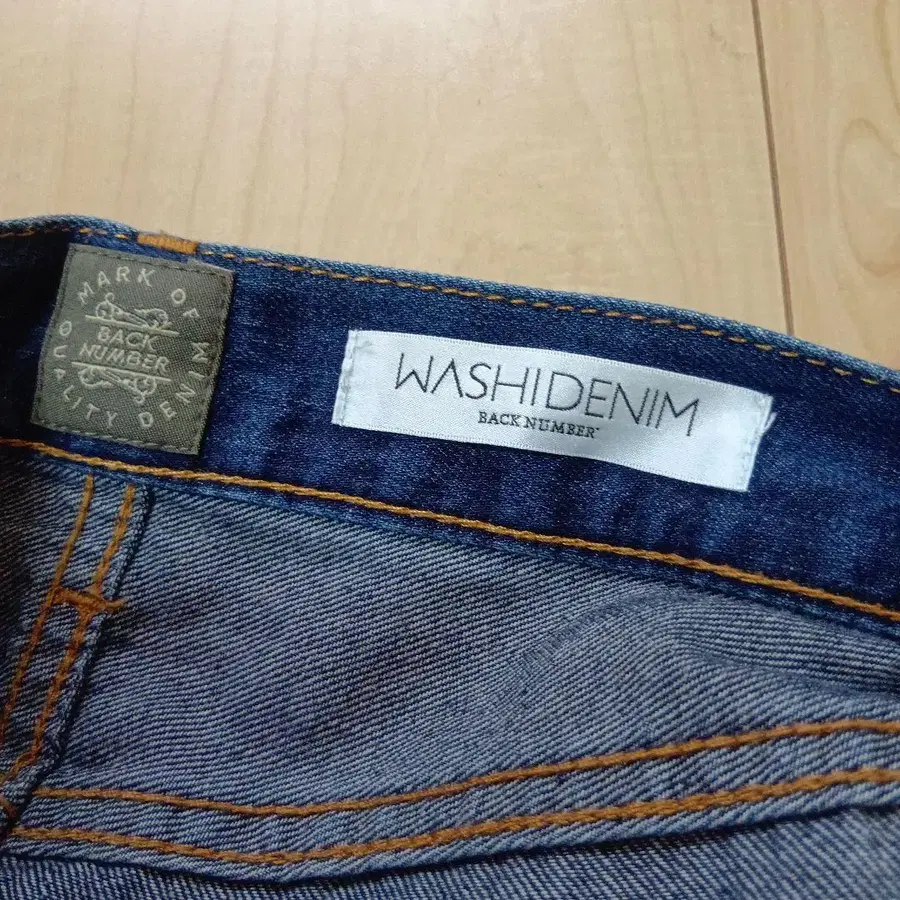 MARK OF
BACK
NUMBER
QUALITY DENIM
WASHIDENIM
BACK NUMBER